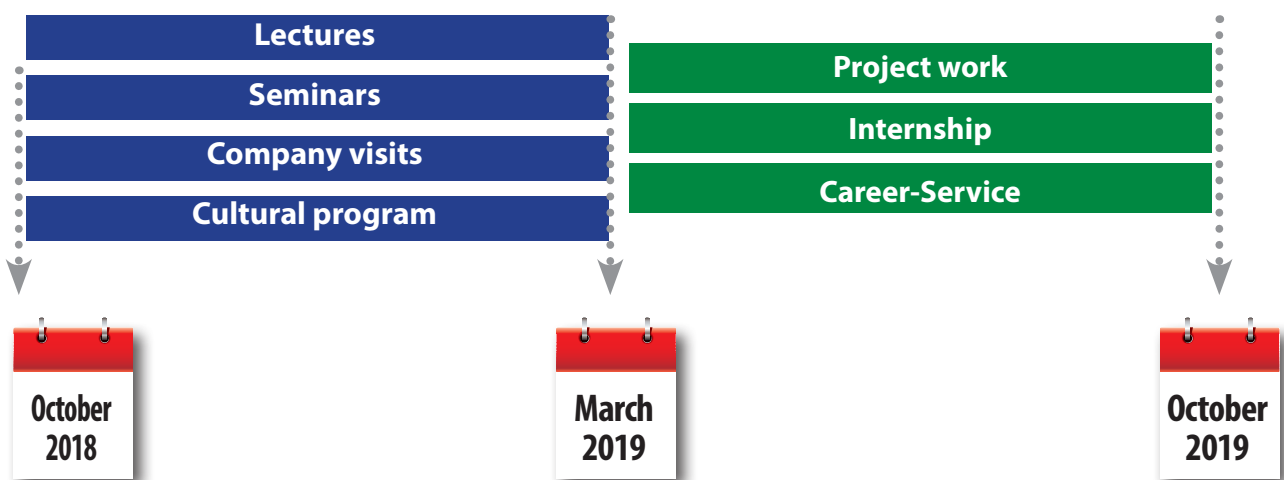 Lectures
Seminars
Company visits
Cultural program
Project work
Internship
Career-Service
October
2018
March
2019
October
2019